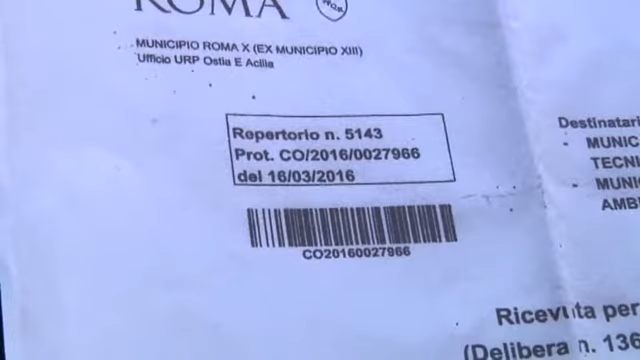 ROMA
MUNICIPIO ROMA X (EX MUNICIPIO XIII)
Ufficio URP Ostia E Acilia
Repertorio n. 5143
Prot. CO/2016/0027966
del 16/03/2016
CO20160027966
Destinatari
- MUNIC
TECNI
- MUNI
AMB
Ricevuta per
(Delibera n. 136